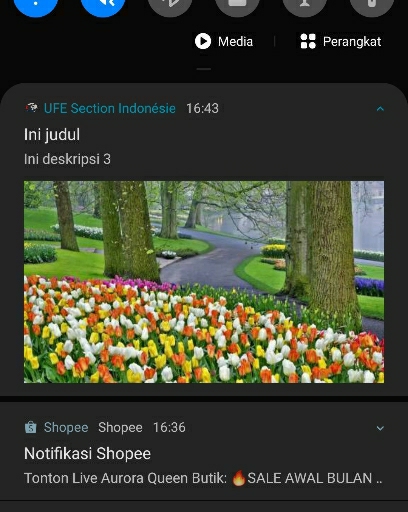 Media
Perangkat
UFE Section Indonésie 16:43
Ini judul
Ini deskripsi 3
Shopee Shopee 16:36
Notifikasi Shopee
Tonton Live Aurora Queen Butik: 🔥SALE AWAL BULAN ..